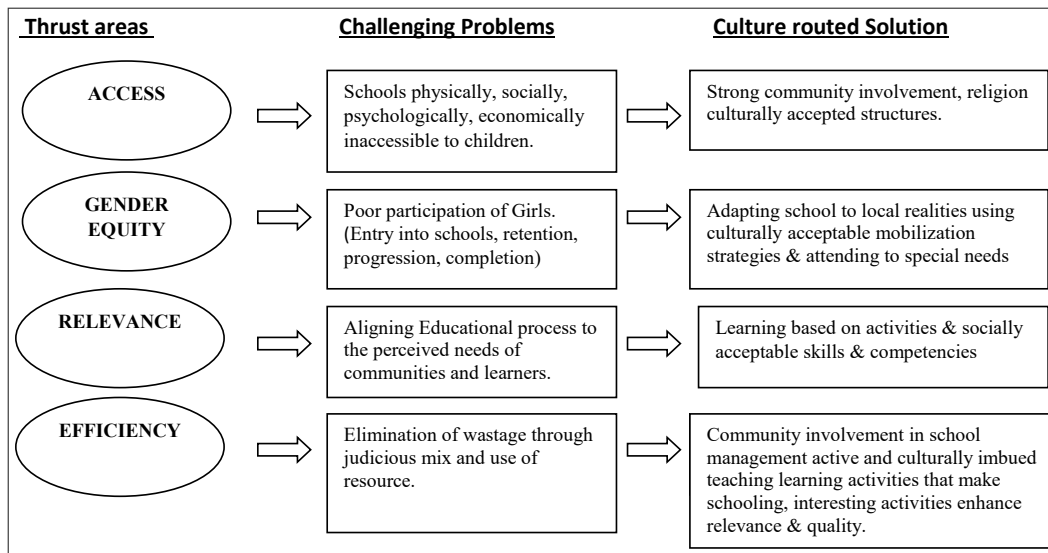 Thrust areas
Challenging Problems
Culture routed Solution
ACCESS
Schools physically, socially,
psychologically, economically
inaccessible to children.
Strong community involvement, religion
culturally accepted structures.
GENDER
EQUITY
Poor participation of Girls.
(Entry into schools, retention,
progression, completion)
Adapting school to local realities using
culturally acceptable mobilization
strategies & attending to special needs
RELEVANCE
Aligning Educational process to
the perceived needs of
communities and learners.
Learning based on activities & socially
acceptable skills & competencies
EFFICIENCY
Elimination of wastage through
judicious mix and use of
resource.
Community involvement in school
management active and culturally imbued
teaching learning activities that make
schooling, interesting activities enhance
relevance & quality.